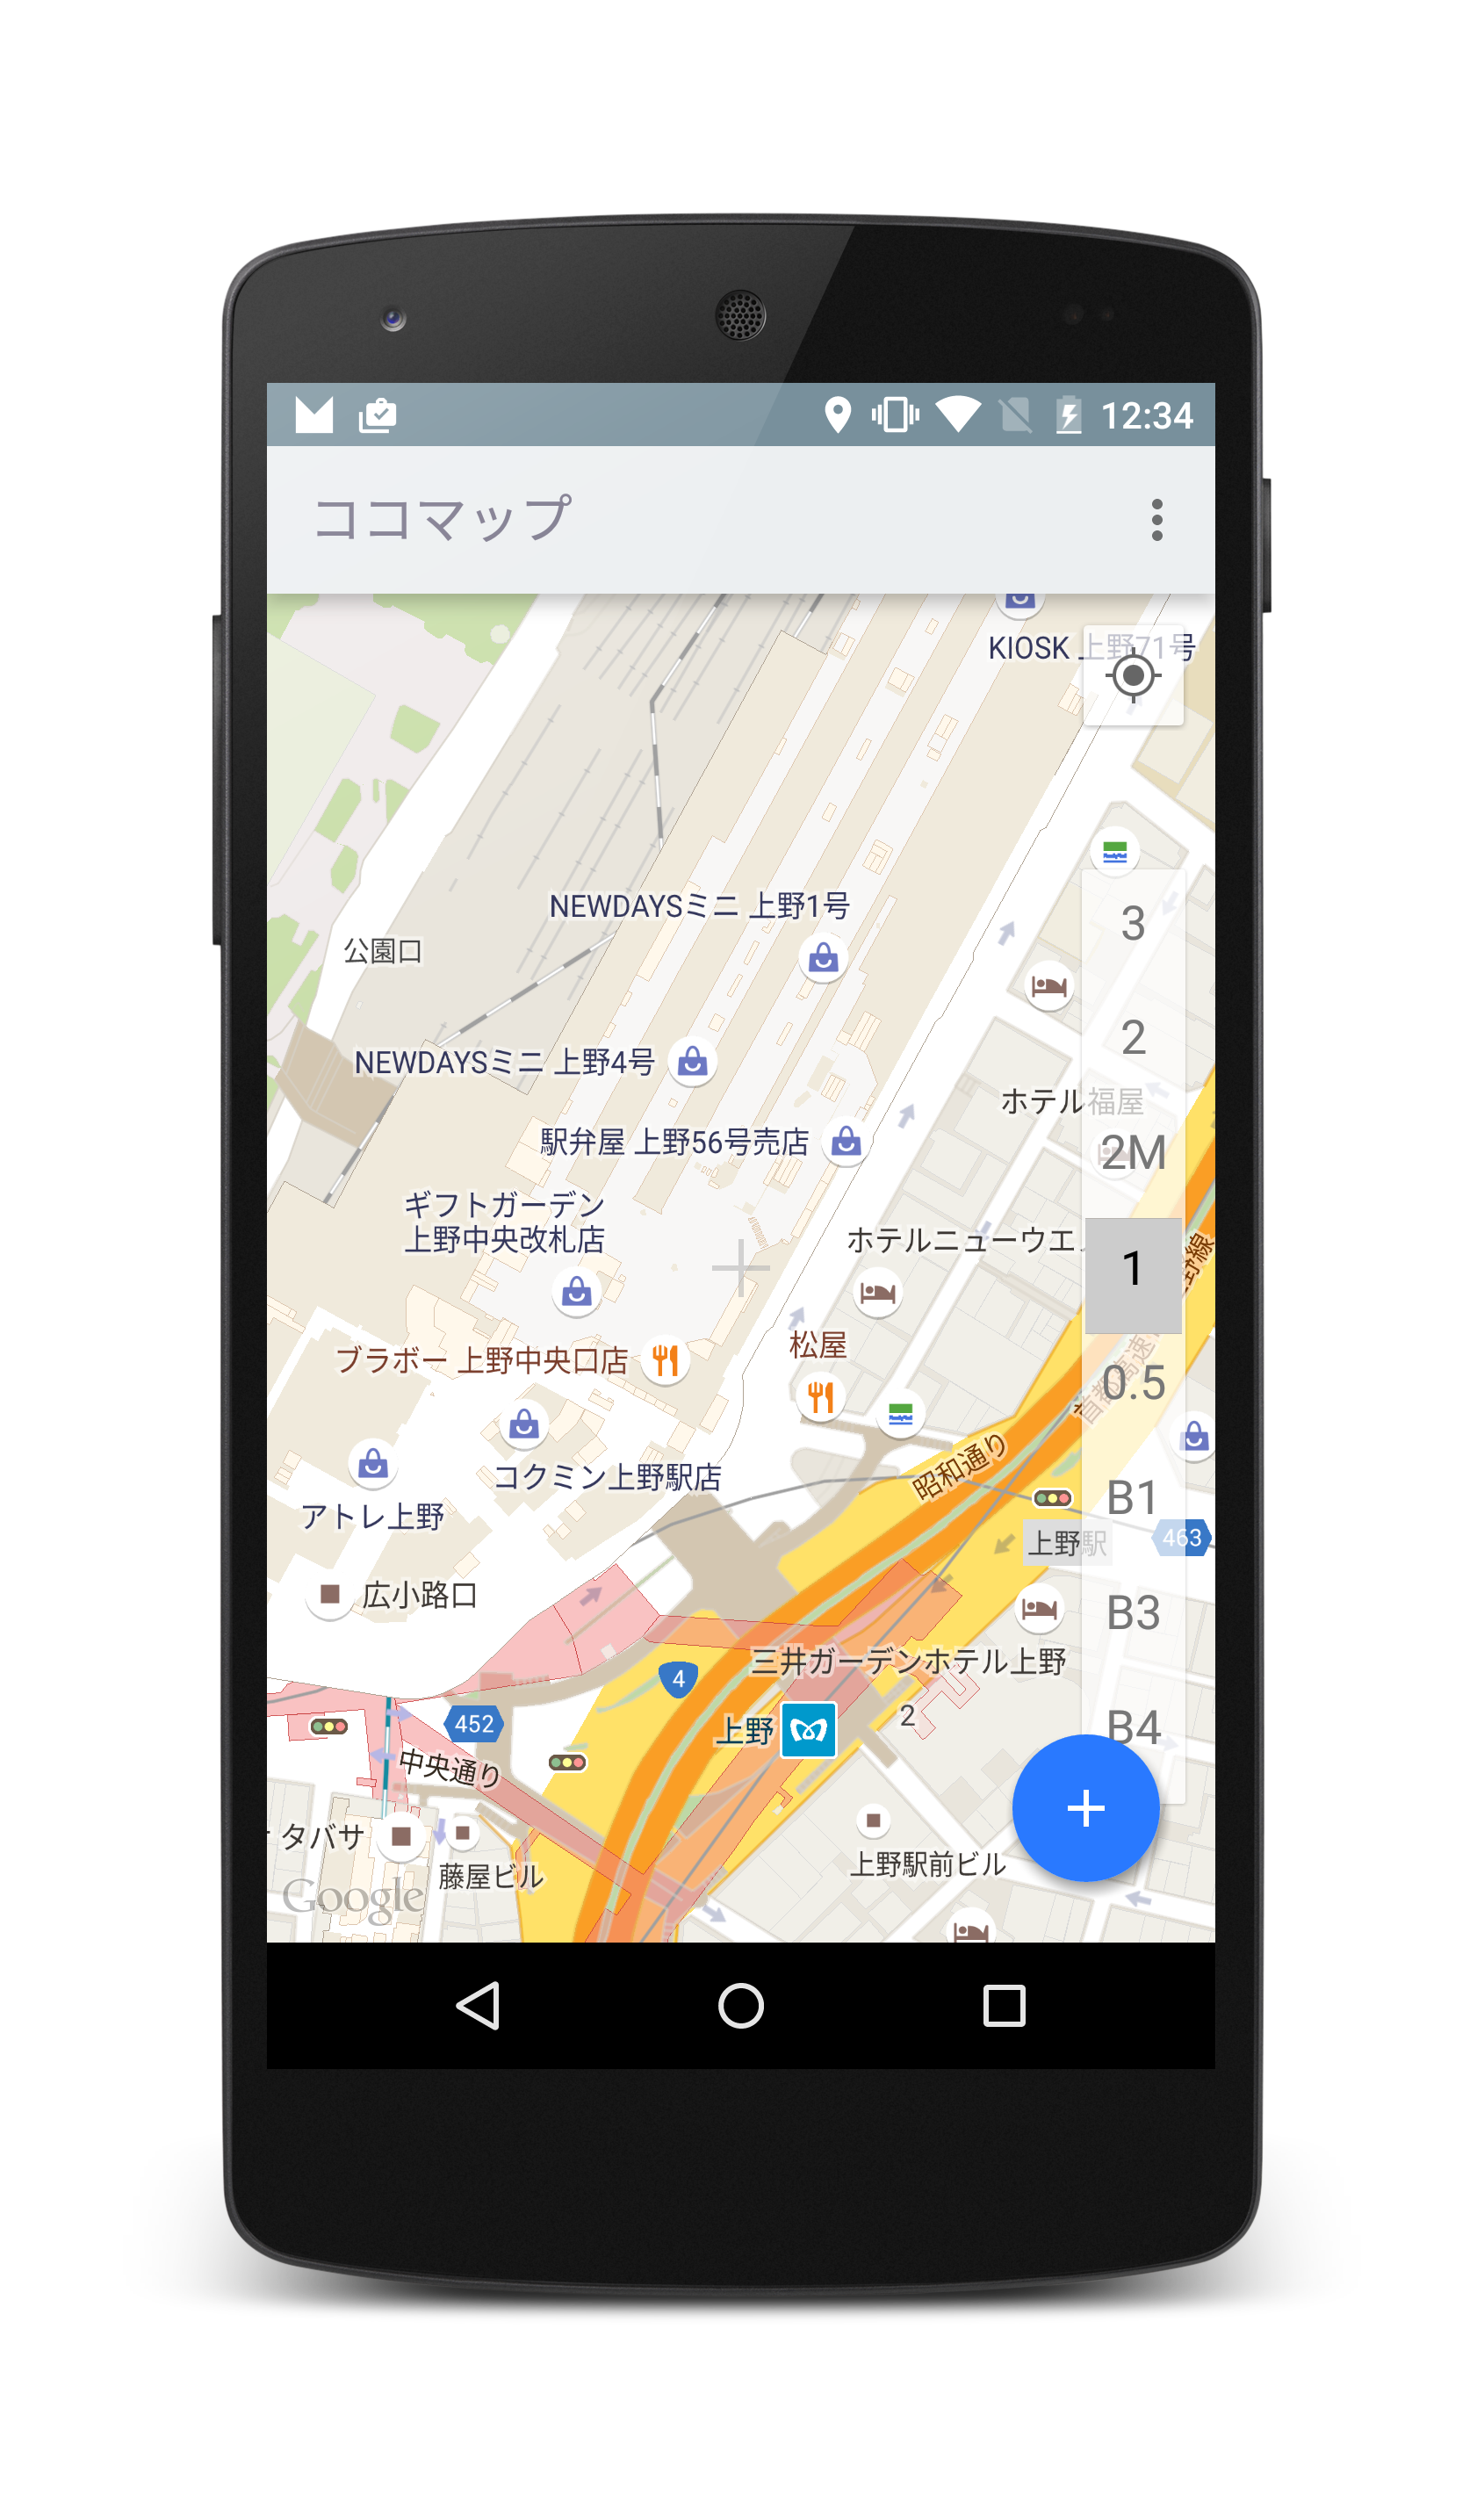 12:34
ココマップ
KIOSK 上野71号
NEWDAYSミニ 上野1号
公園口
3
NEWDAYSミニ 上野4号
2
ホテル福屋
駅弁屋 上野56号売店
2M
ギフトガーデン
上野中央改札店
ホテルニューウエ
1
野線
ブラボー 上野中央口店
松屋
首都高速
0.5
昭和通り
コクミン上野駅店
B1
アトレ上野
上野駅
463
広小路口
B3
三井ガーデンホテル上野
4
452
上野
2
B4
中央通り
タバサ
藤屋ビル
上野駅前ビル
Google